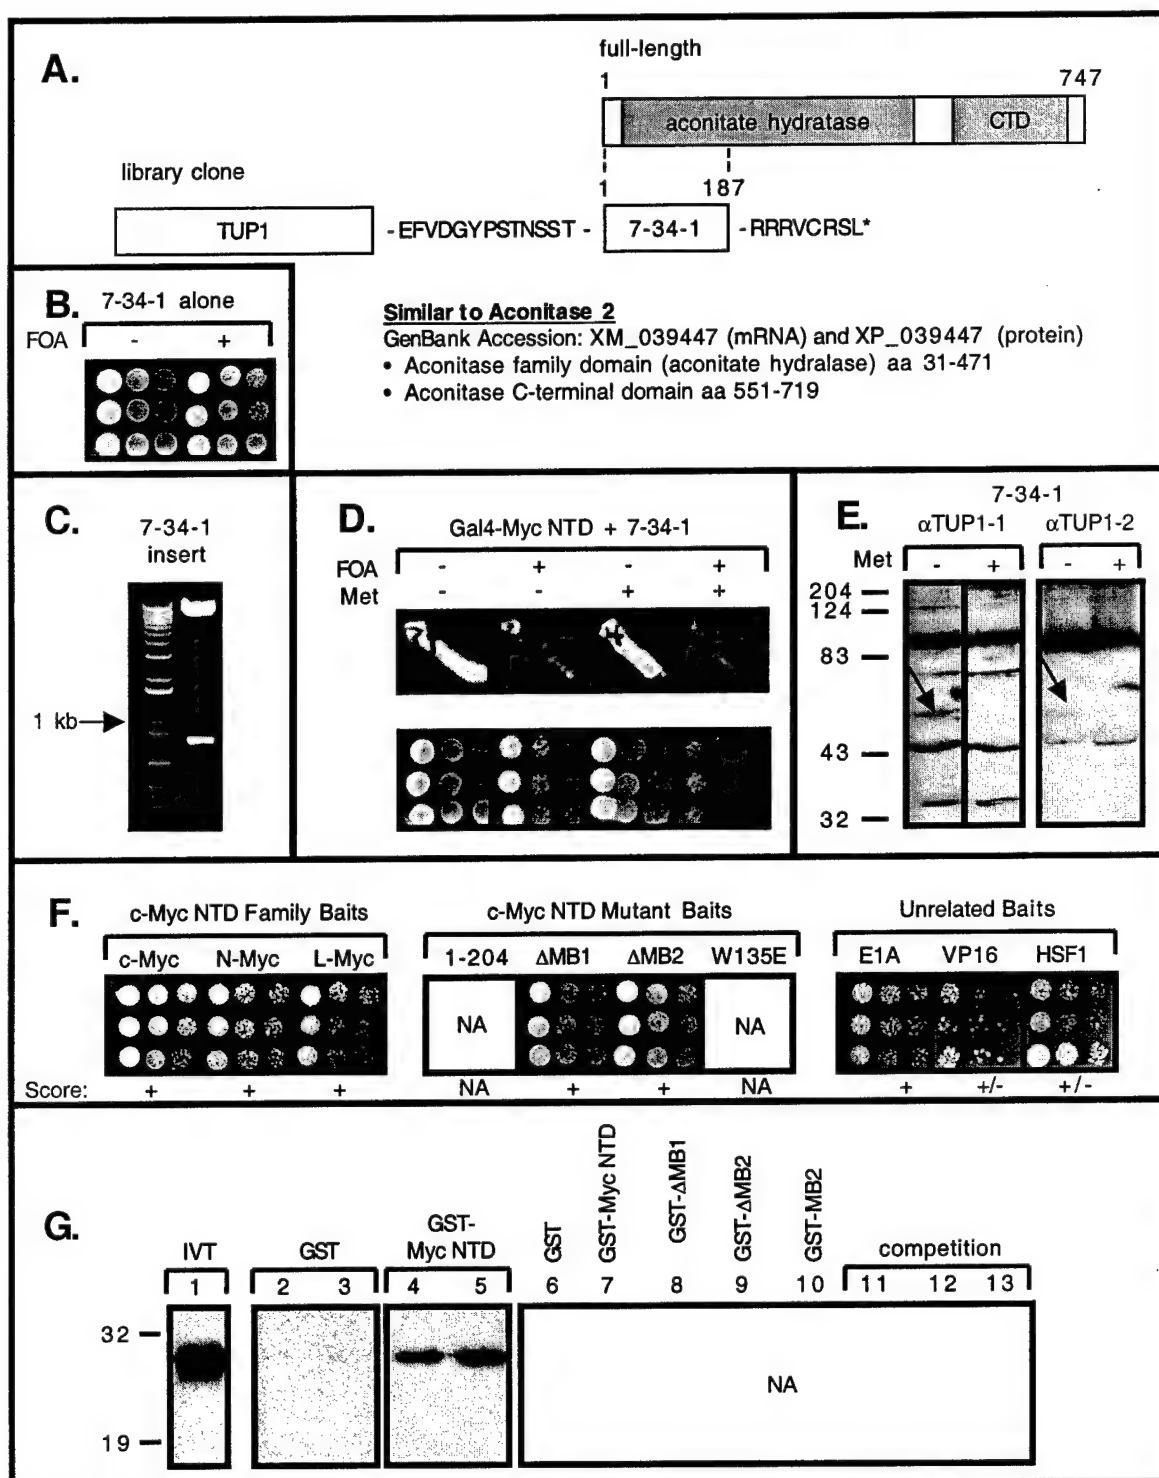 A.
full-length
1 747
aconitate hydratase CTD
library clone
1 187
TUP1 - EFVDGYPSTNSST - 7-34-1 - RRRVCRSL*
B.
7-34-1 alone
FOA - +
Similar to Aconitase 2
GenBank Accession: XM_039447 (mRNA) and XP_039447 (protein)
• Aconitase family domain (aconitate hydralase) aa 31-471
• Aconitase C-terminal domain aa 551-719
C.
7-34-1
insert
1 kb
D.
Gal4-Myc NTD + 7-34-1
FOA - + - +
Met - - + +
E.
7-34-1
αTUP1-1 αTUP1-2
Met - + - +
204
124
83
43
32
F.
c-Myc NTD Family Baits
c-Myc N-Myc L-Myc
c-Myc NTD Mutant Baits
1-204 ΔMB1 ΔMB2 W135E
NA NA
Unrelated Baits
E1A VP16 HSF1
Score: + + + NA + + NA + +/- +/-
G.
IVT
GST
GST-
Myc NTD
GST
GST-Myc NTD
GST-ΔMB1
GST-ΔMB2
GST-MB2
competition
1 2 3 4 5 6 7 8 9 10 11 12 13
32
19
NA